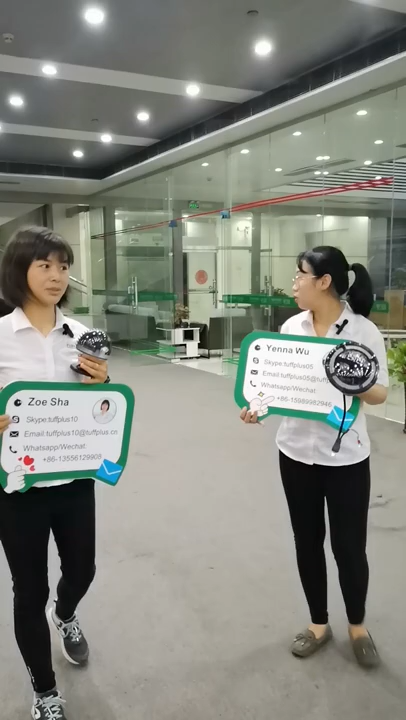 Zoe Sha
Skype:tuffplus10
Email:tuffplus10@tuffplus.cn
Whatsapp/Wechat:
+86-13556129908
Yenna Wu
Skype:tuffplus05
Email:tuffplus05@tuffp
Whatsapp/Wechat:
+86-15989982946